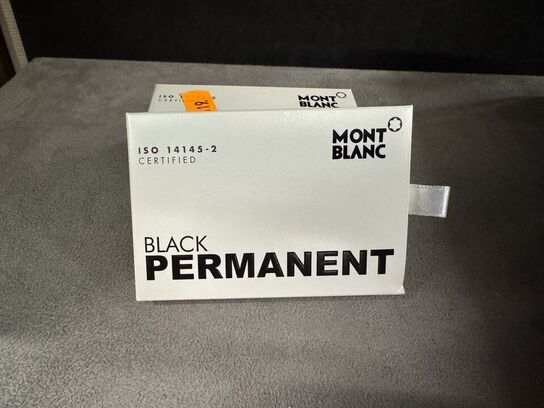 MONT
BLANC
ISO 14145-2
CERTIFIED
MONT
BLANC
BLACK
PERMANENT